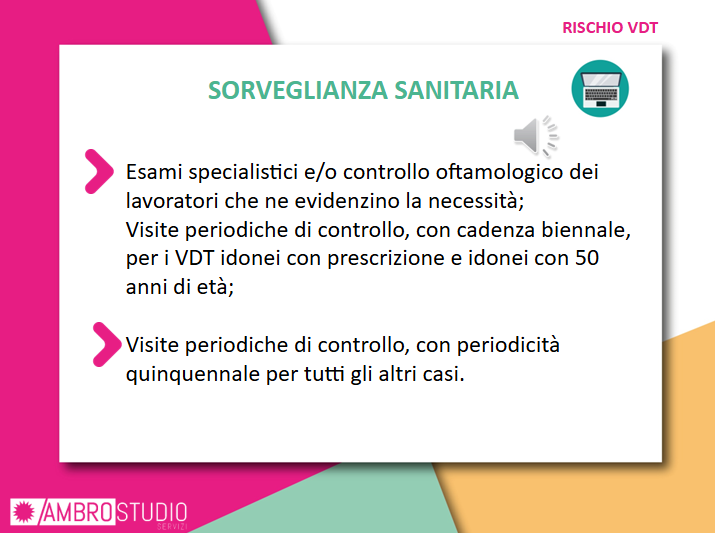 RISCHIO VDT
SORVEGLIANZA SANITARIA
Esami specialistici e/o controllo oftamologico dei
lavoratori che ne evidenzino la necessità;
Visite periodiche di controllo, con cadenza biennale,
per i VDT idonei con prescrizione e idonei con 50
anni di età;
Visite periodiche di controllo, con periodicità
quinquennale per tutti gli altri casi.
AMBROSTUDIO
SERVIZI